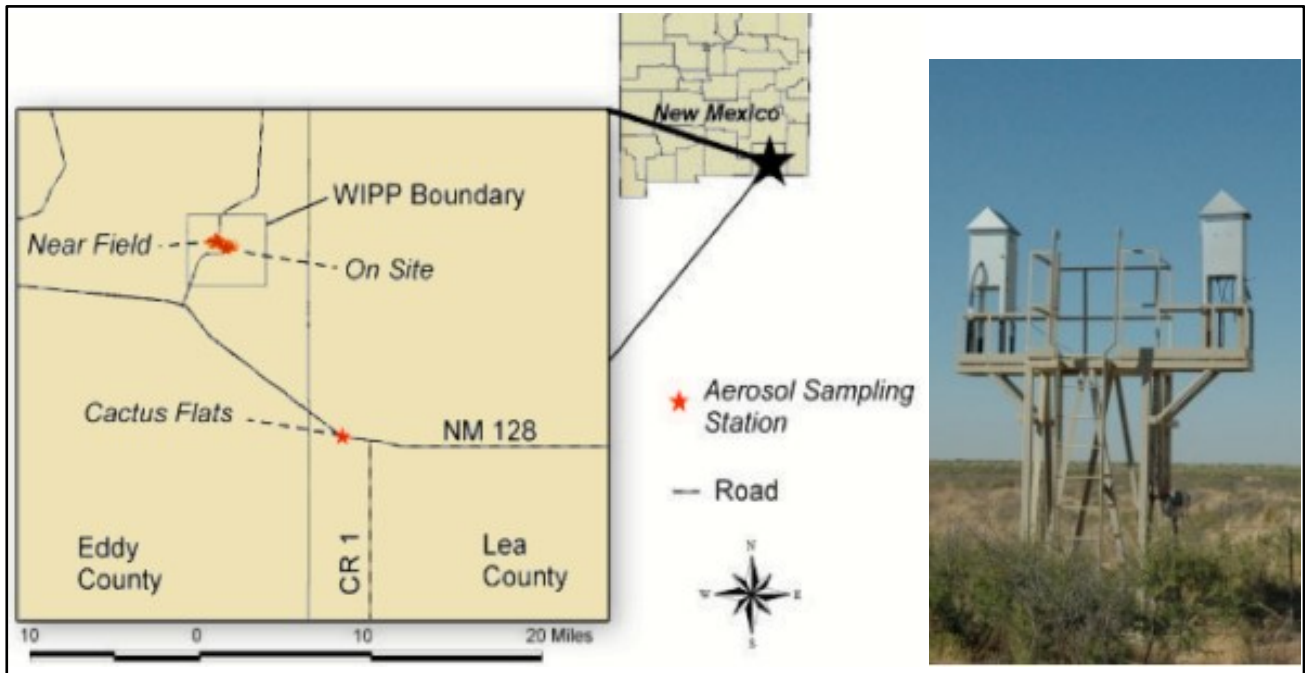 New Mexico
WIPP Boundary
Near Field
On Site
Cactus Flats
NM 128
Aerosol Sampling
Station
Road
Eddy
County
CR 1
Lea
County
N
W
E
S
10
0
10
20 Miles